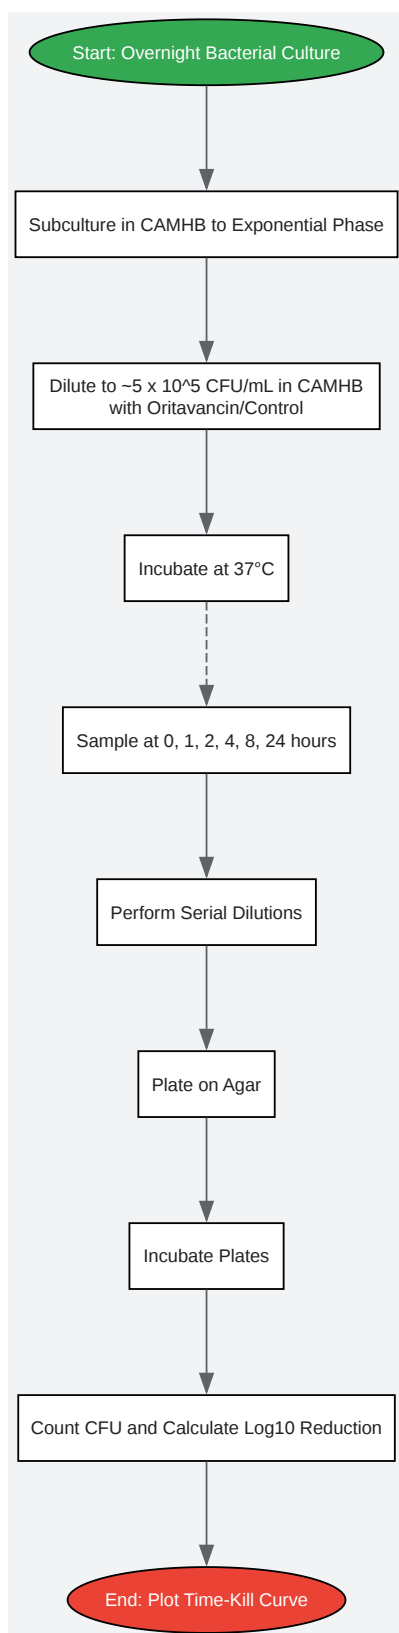 Start: Overnight Bacterial Culture
Subculture in CAMHB to Exponential Phase
Dilute to ~5 x 10^5 CFU/mL in CAMHB
with Oritavancin/Control
Incubate at 37°C
Sample at 0, 1, 2, 4, 8, 24 hours
Perform Serial Dilutions
Plate on Agar
Incubate Plates
Count CFU and Calculate Log10 Reduction
End: Plot Time-Kill Curve